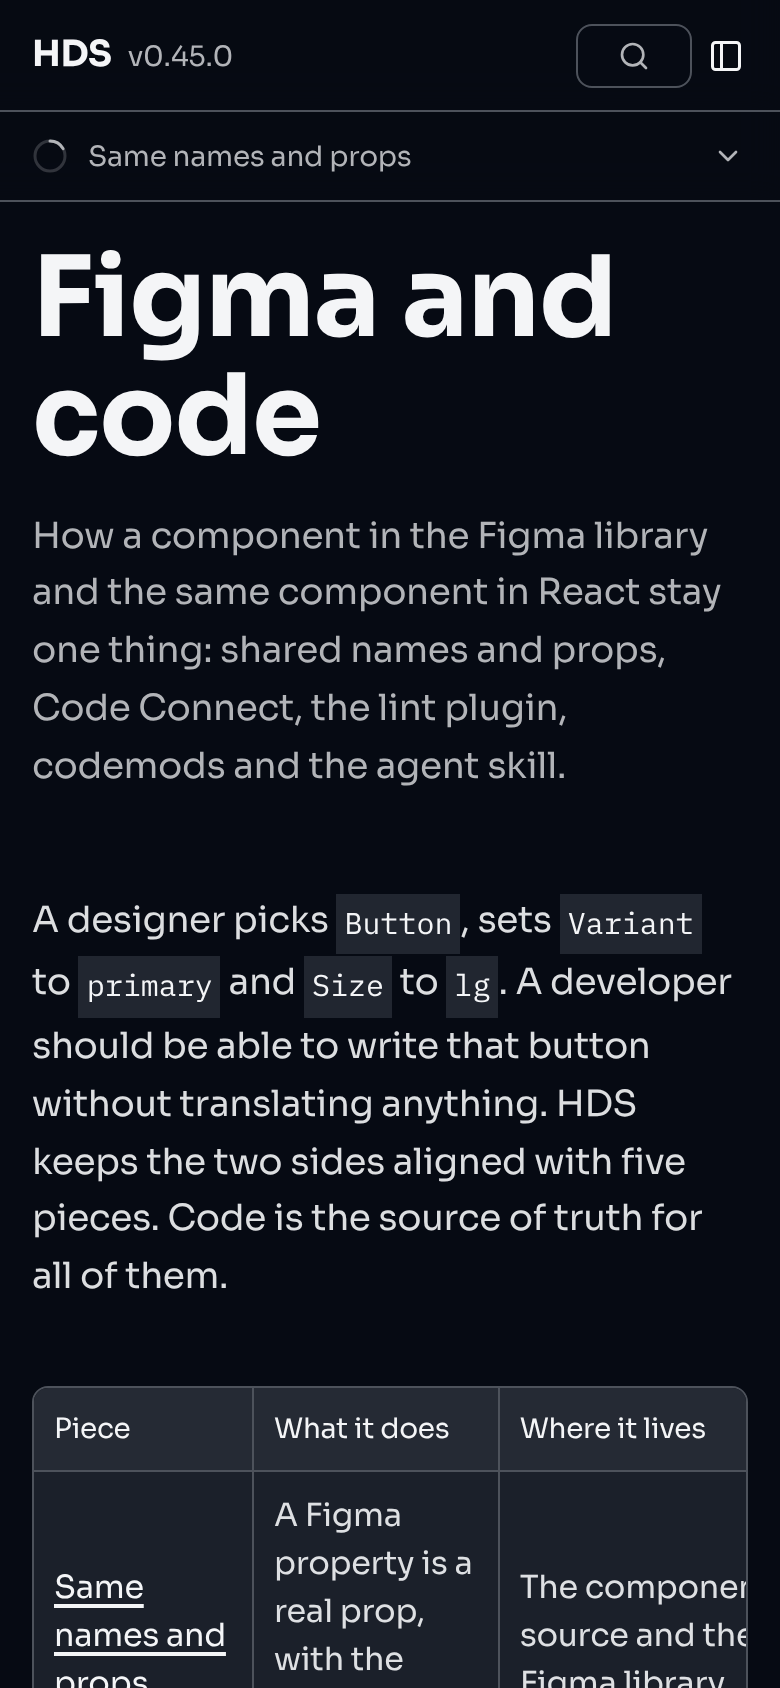 HDS v0.45.0
Same names and props
Figma and
code
How a component in the Figma library
and the same component in React stay
one thing: shared names and props,
Code Connect, the lint plugin,
codemods and the agent skill.
A designer picks Button, sets Variant
to primary and Size to lg. A developer
should be able to write that button
without translating anything. HDS
keeps the two sides aligned with five
pieces. Code is the source of truth for
all of them.
Piece
What it does
Where it lives
Same
names and
props
A Figma
property is a
real prop,
with the
The componen
source and the
Figma library